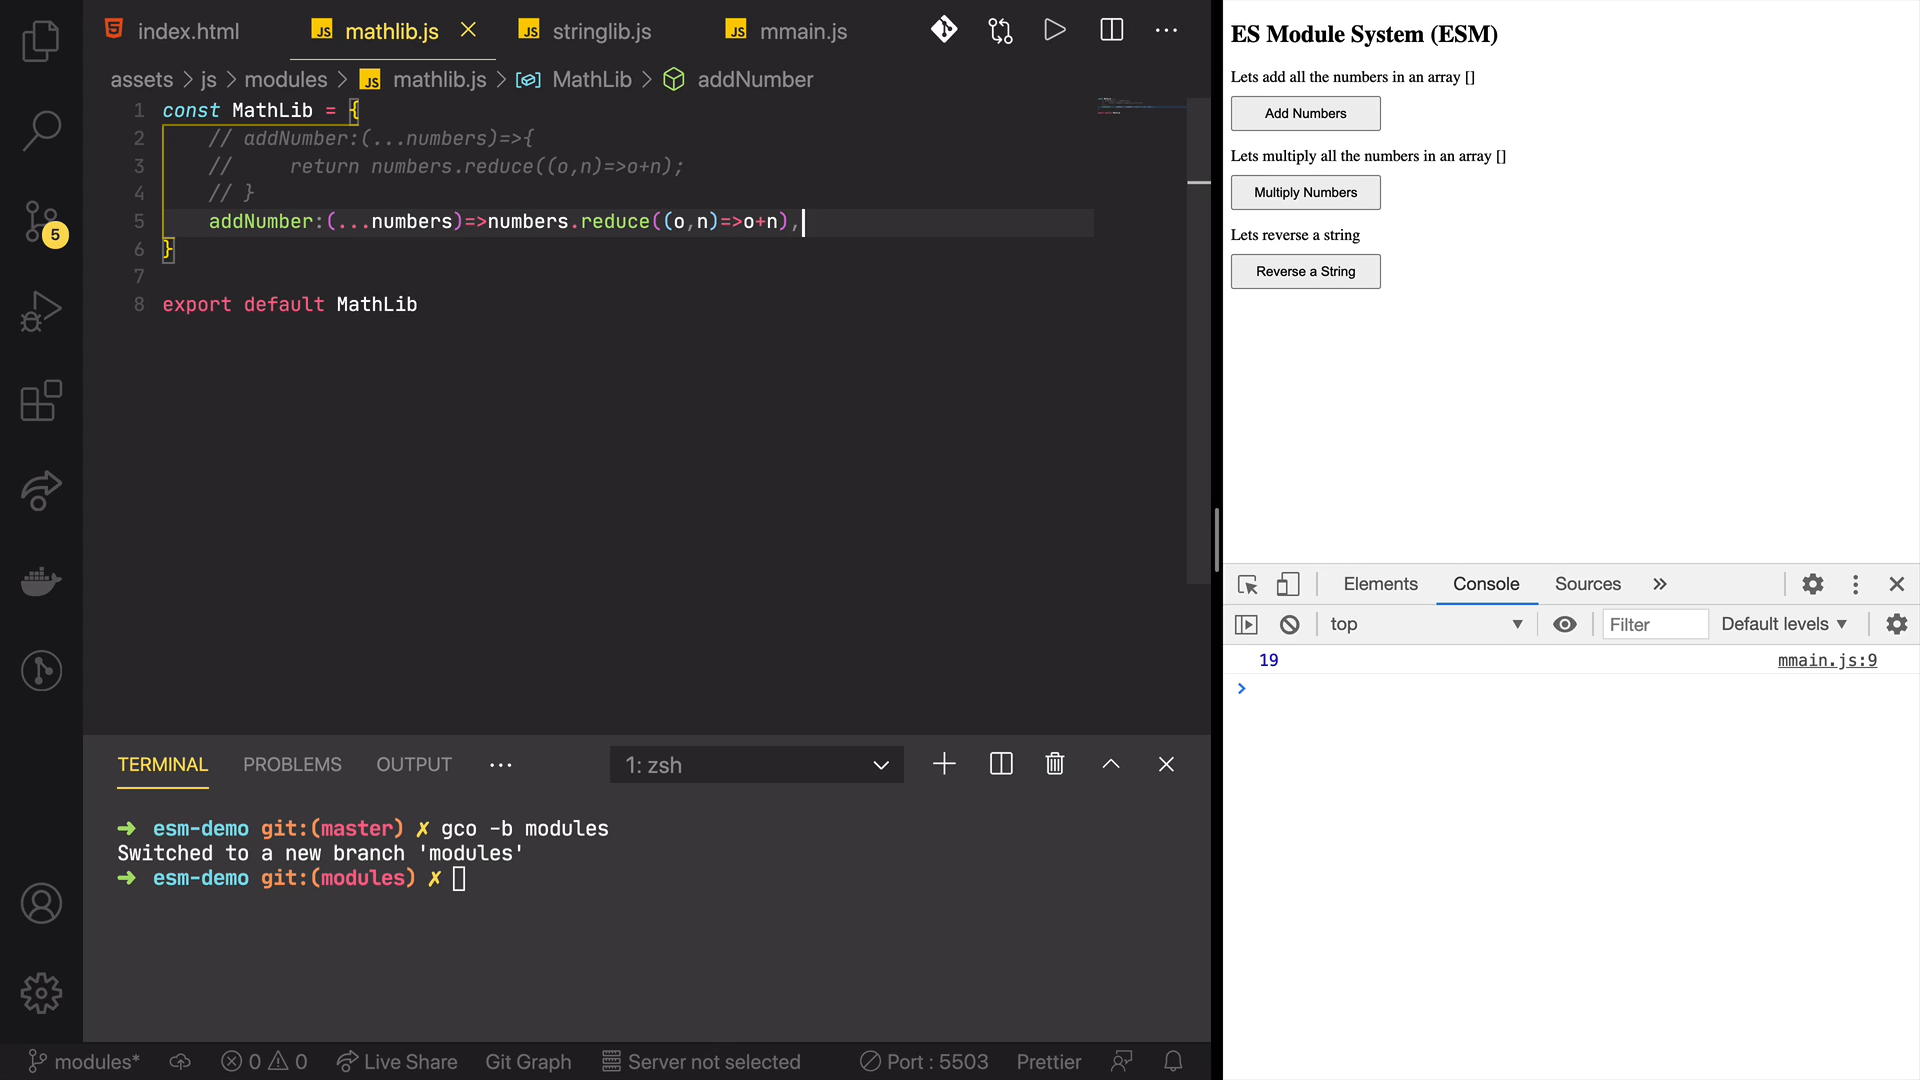 index.html
JS mathlib.js
JS stringlib.js
JS mmain.js
assets > js > modules > JS mathlib.js > MathLib > addNumber
1 const MathLib = {
2 // addNumber:(...numbers)=>{
3 // return numbers.reduce((o,n)=>o+n);
4 // }
5 addNumber:(...numbers)=>numbers.reduce((o,n)=>o+n),
6 }
7
8 export default MathLib
5
TERMINAL PROBLEMS OUTPUT ··· 1: zsh
➜ esm-demo git:(master) ✗ gco -b modules
Switched to a new branch 'modules'
➜ esm-demo git:(modules) ✗
modules* 0 0 Live Share Git Graph Server not selected Port : 5503 Prettier
ES Module System (ESM)
Lets add all the numbers in an array []
Add Numbers
Lets multiply all the numbers in an array []
Multiply Numbers
Lets reverse a string
Reverse a String
Elements Console Sources »
top Filter Default levels
19 mmain.js:9
>